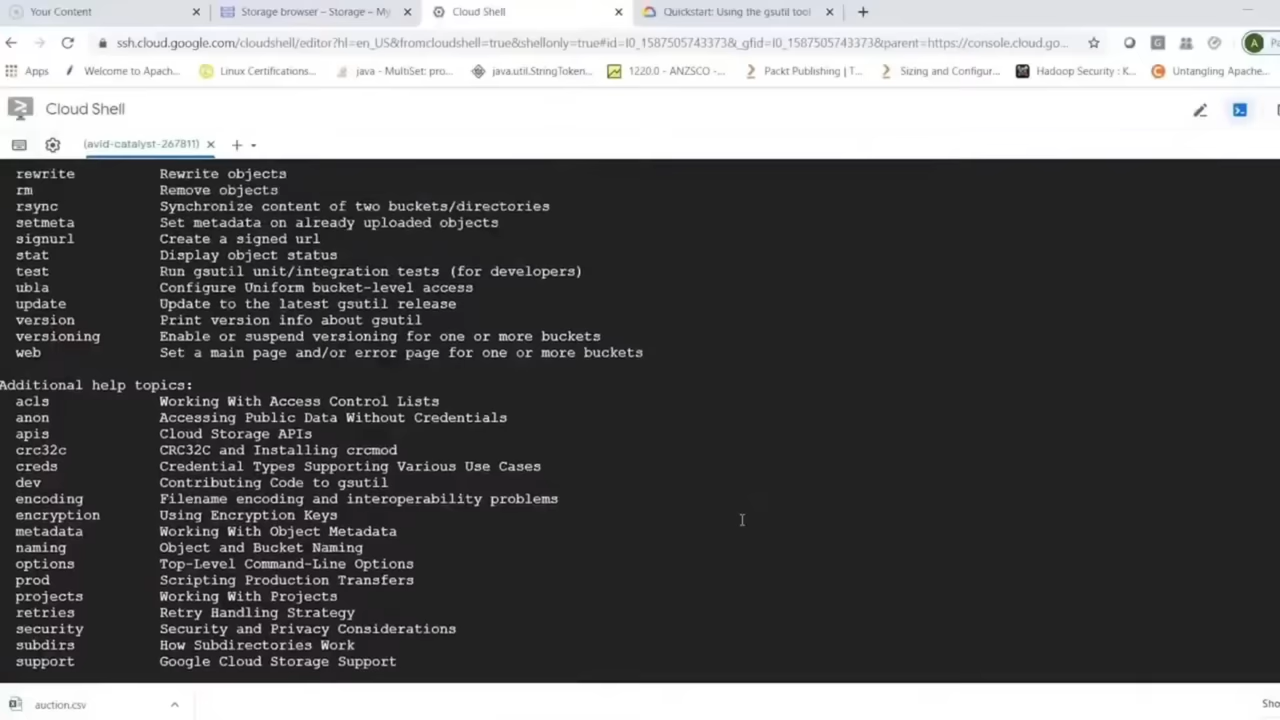 Your Content
Storage browser – Storage – My
Cloud Shell
Quickstart: Using the gsutil tool
ssh.cloud.google.com/cloudshell/editor?hl=en_US&fromcloudshell=true&shellonly=true#id=I0_1587505743373&_gfid=I0_1587505743373&parent=https://console.cloud.go...
Apps
Welcome to Apach...
Linux Certifications...
java - MultiSet: pro...
java.util.StringToken...
1220.0 - ANZSCO -...
Packt Publishing | T...
Sizing and Configur...
Hadoop Security : K...
Untangling Apache...
Cloud Shell
(avid-catalyst-267811)
rewrite Rewrite objects
rm Remove objects
rsync Synchronize content of two buckets/directories
setmeta Set metadata on already uploaded objects
signurl Create a signed url
stat Display object status
test Run gsutil unit/integration tests (for developers)
ubla Configure Uniform bucket-level access
update Update to the latest gsutil release
version Print version info about gsutil
versioning Enable or suspend versioning for one or more buckets
web Set a main page and/or error page for one or more buckets
Additional help topics:
acls Working With Access Control Lists
anon Accessing Public Data Without Credentials
apis Cloud Storage APIs
crc32c CRC32C and Installing crcmod
creds Credential Types Supporting Various Use Cases
dev Contributing Code to gsutil
encoding Filename encoding and interoperability problems
encryption Using Encryption Keys
metadata Working With Object Metadata
naming Object and Bucket Naming
options Top-Level Command-Line Options
prod Scripting Production Transfers
projects Working With Projects
retries Retry Handling Strategy
security Security and Privacy Considerations
subdirs How Subdirectories Work
support Google Cloud Storage Support
auction.csv
Sho